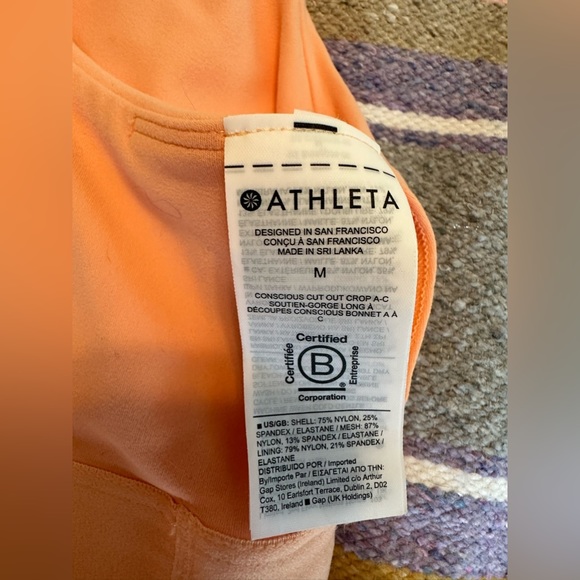 ATHLETA
DESIGNED IN SAN FRANCISCO
CONÇU À SAN FRANCISCO
MADE IN SRI LANKA
M
CONSCIOUS CUT OUT CROP A-C
SOUTIEN-GORGE LONG À
DÉCOUPES CONSCIOUS BONNET A À
C
Certified
Certifiée
B
Entreprise
®
Corporation
■ US/GB: SHELL: 75% NYLON, 25%
SPANDEX / ELASTANE / MESH: 87%
NYLON, 13% SPANDEX / ELASTANE /
LINING: 79% NYLON, 21% SPANDEX /
ELASTANE
DISTRIBUIDO POR / Imported
By/Importe Par / ΕΙΣΑΓΕΤΑΙ ΑΠΟ ΤΗΝ:
Gap Stores (Ireland) Limited c/o Arthur
Cox, 10 Earlsfort Terrace, Dublin 2, D02
T380, Ireland ■ Gap (UK Holdings)